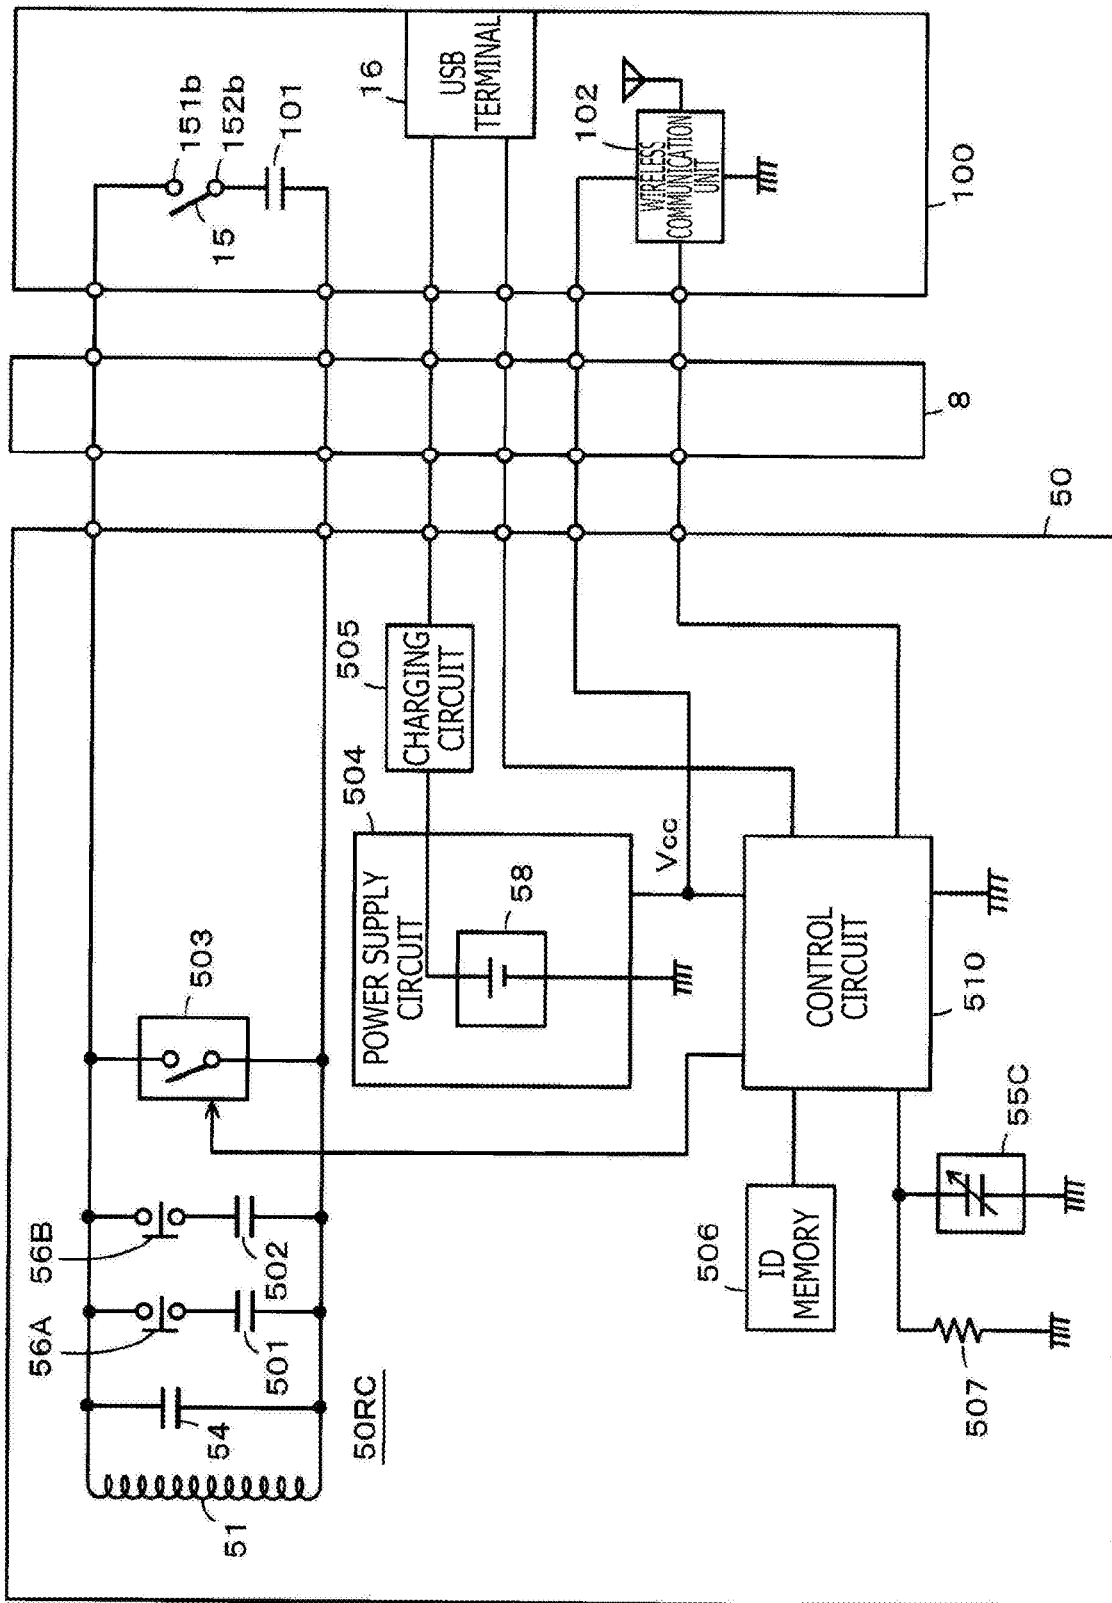 151b
152b
101
15
16
USB
TERMINAL
102
WIRELESS
COMMUNICATION
UNIT
100
8
50
505
CHARGING
CIRCUIT
504
POWER SUPPLY
CIRCUIT
58
Vcc
503
CONTROL
CIRCUIT
510
56B
502
56A
501
54
51
50RC
506
ID
MEMORY
55C
507